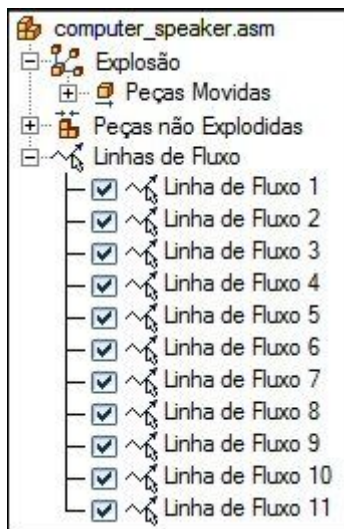 computer_speaker.asm
Explosão
Peças Movidas
Peças não Explodidas
Linhas de Fluxo
Linha de Fluxo 1
Linha de Fluxo 2
Linha de Fluxo 3
Linha de Fluxo 4
Linha de Fluxo 5
Linha de Fluxo 6
Linha de Fluxo 7
Linha de Fluxo 8
Linha de Fluxo 9
Linha de Fluxo 10
Linha de Fluxo 11